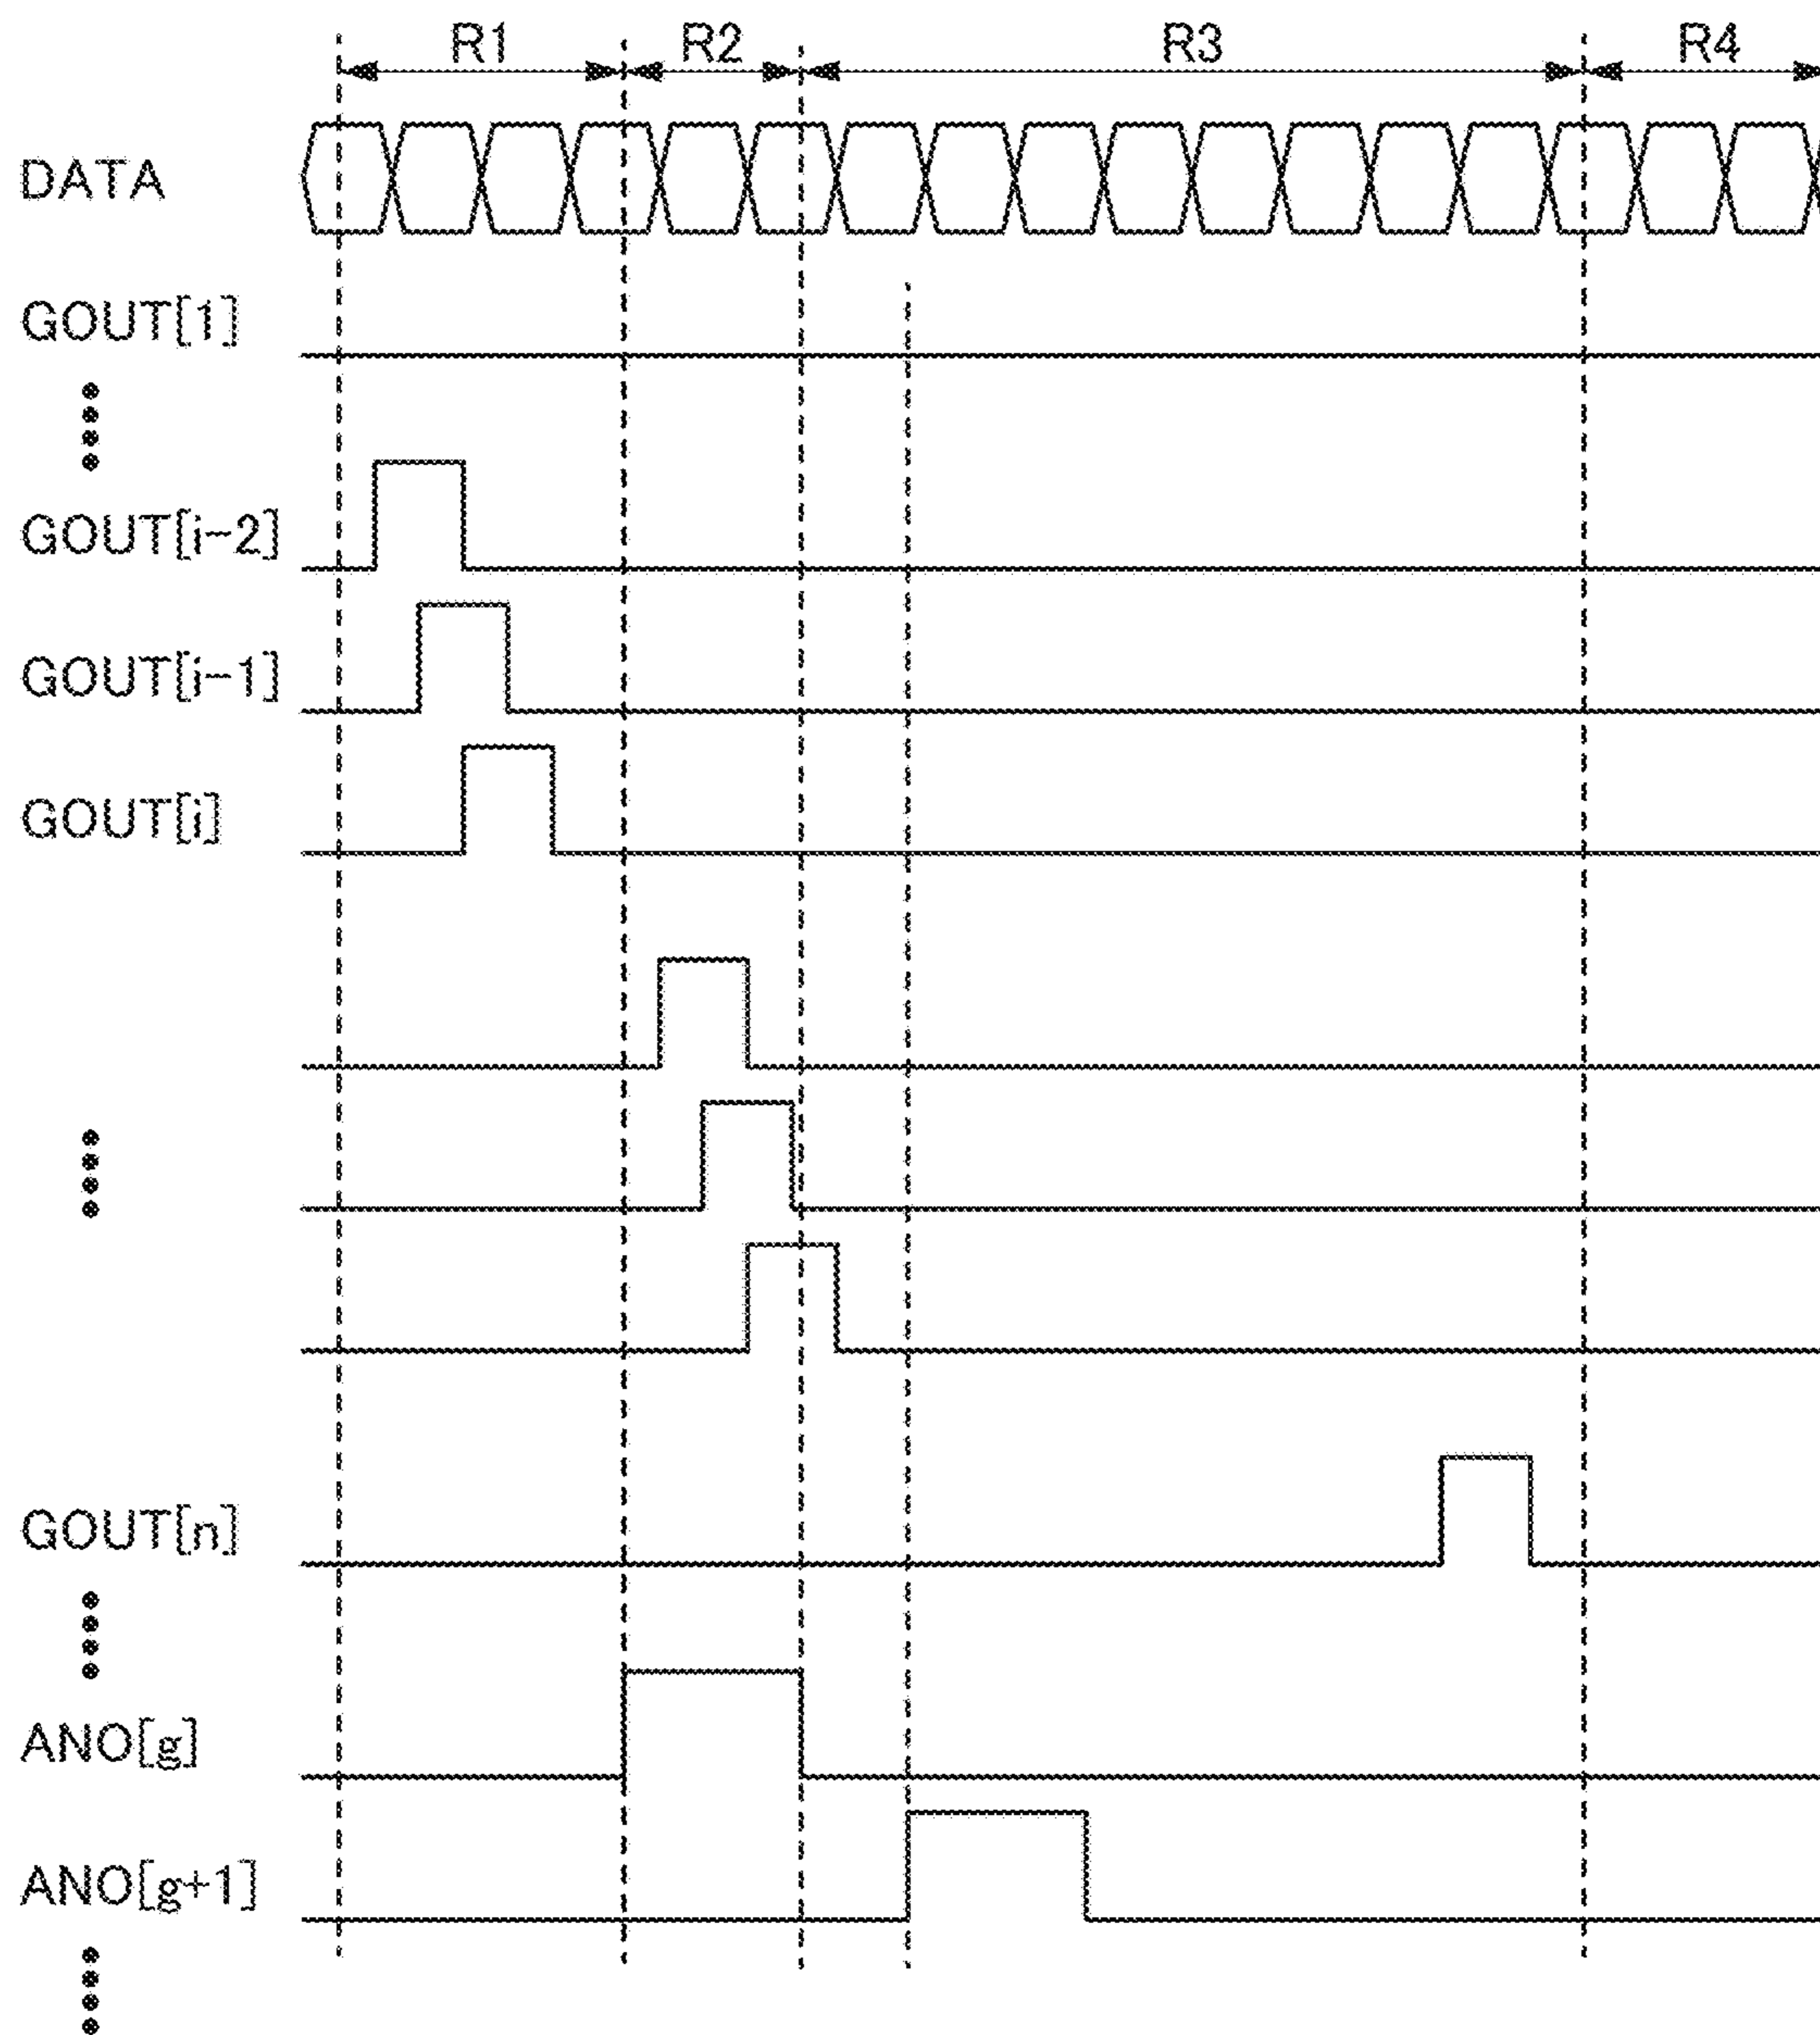 R1 R2 R3 R4
DATA
GOUT[1]
GOUT[i-2]
GOUT[i-1]
GOUT[i]
GOUT[n]
ANO[g]
ANO[g+1]